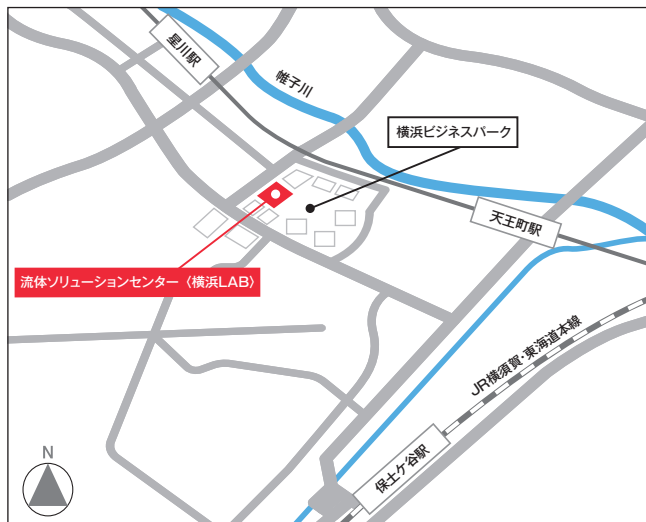 星川駅
帷子川
横浜ビジネスパーク
天王町駅
流体ソリューションセンター（横浜LAB）
JR横須賀・東海道本線
保土ケ谷駅
N